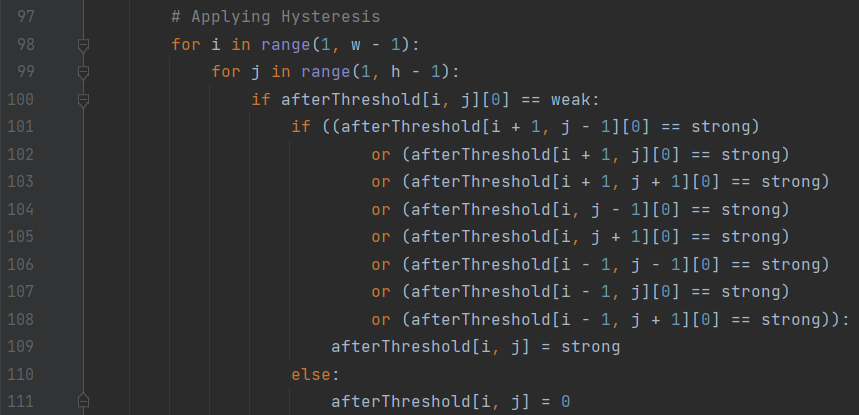 97 # Applying Hysteresis
98 for i in range(1, w - 1):
99 for j in range(1, h - 1):
100 if afterThreshold[i, j][0] == weak:
101 if ((afterThreshold[i + 1, j - 1][0] == strong)
102 or (afterThreshold[i + 1, j][0] == strong)
103 or (afterThreshold[i + 1, j + 1][0] == strong)
104 or (afterThreshold[i, j - 1][0] == strong)
105 or (afterThreshold[i, j + 1][0] == strong)
106 or (afterThreshold[i - 1, j - 1][0] == strong)
107 or (afterThreshold[i - 1, j][0] == strong)
108 or (afterThreshold[i - 1, j + 1][0] == strong)):
109 afterThreshold[i, j] = strong
110 else:
111 afterThreshold[i, j] = 0